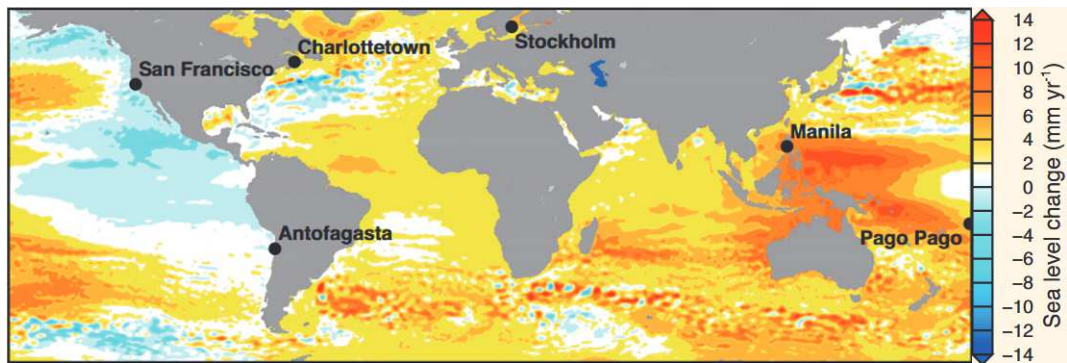 Charlottetown
Stockholm
San Francisco
Manila
Antofagasta
Pago Pago
14
12
10
8
6
4
2
0
−2
−4
−6
−8
−10
−12
−14
Sea level change (mm yr⁻¹)